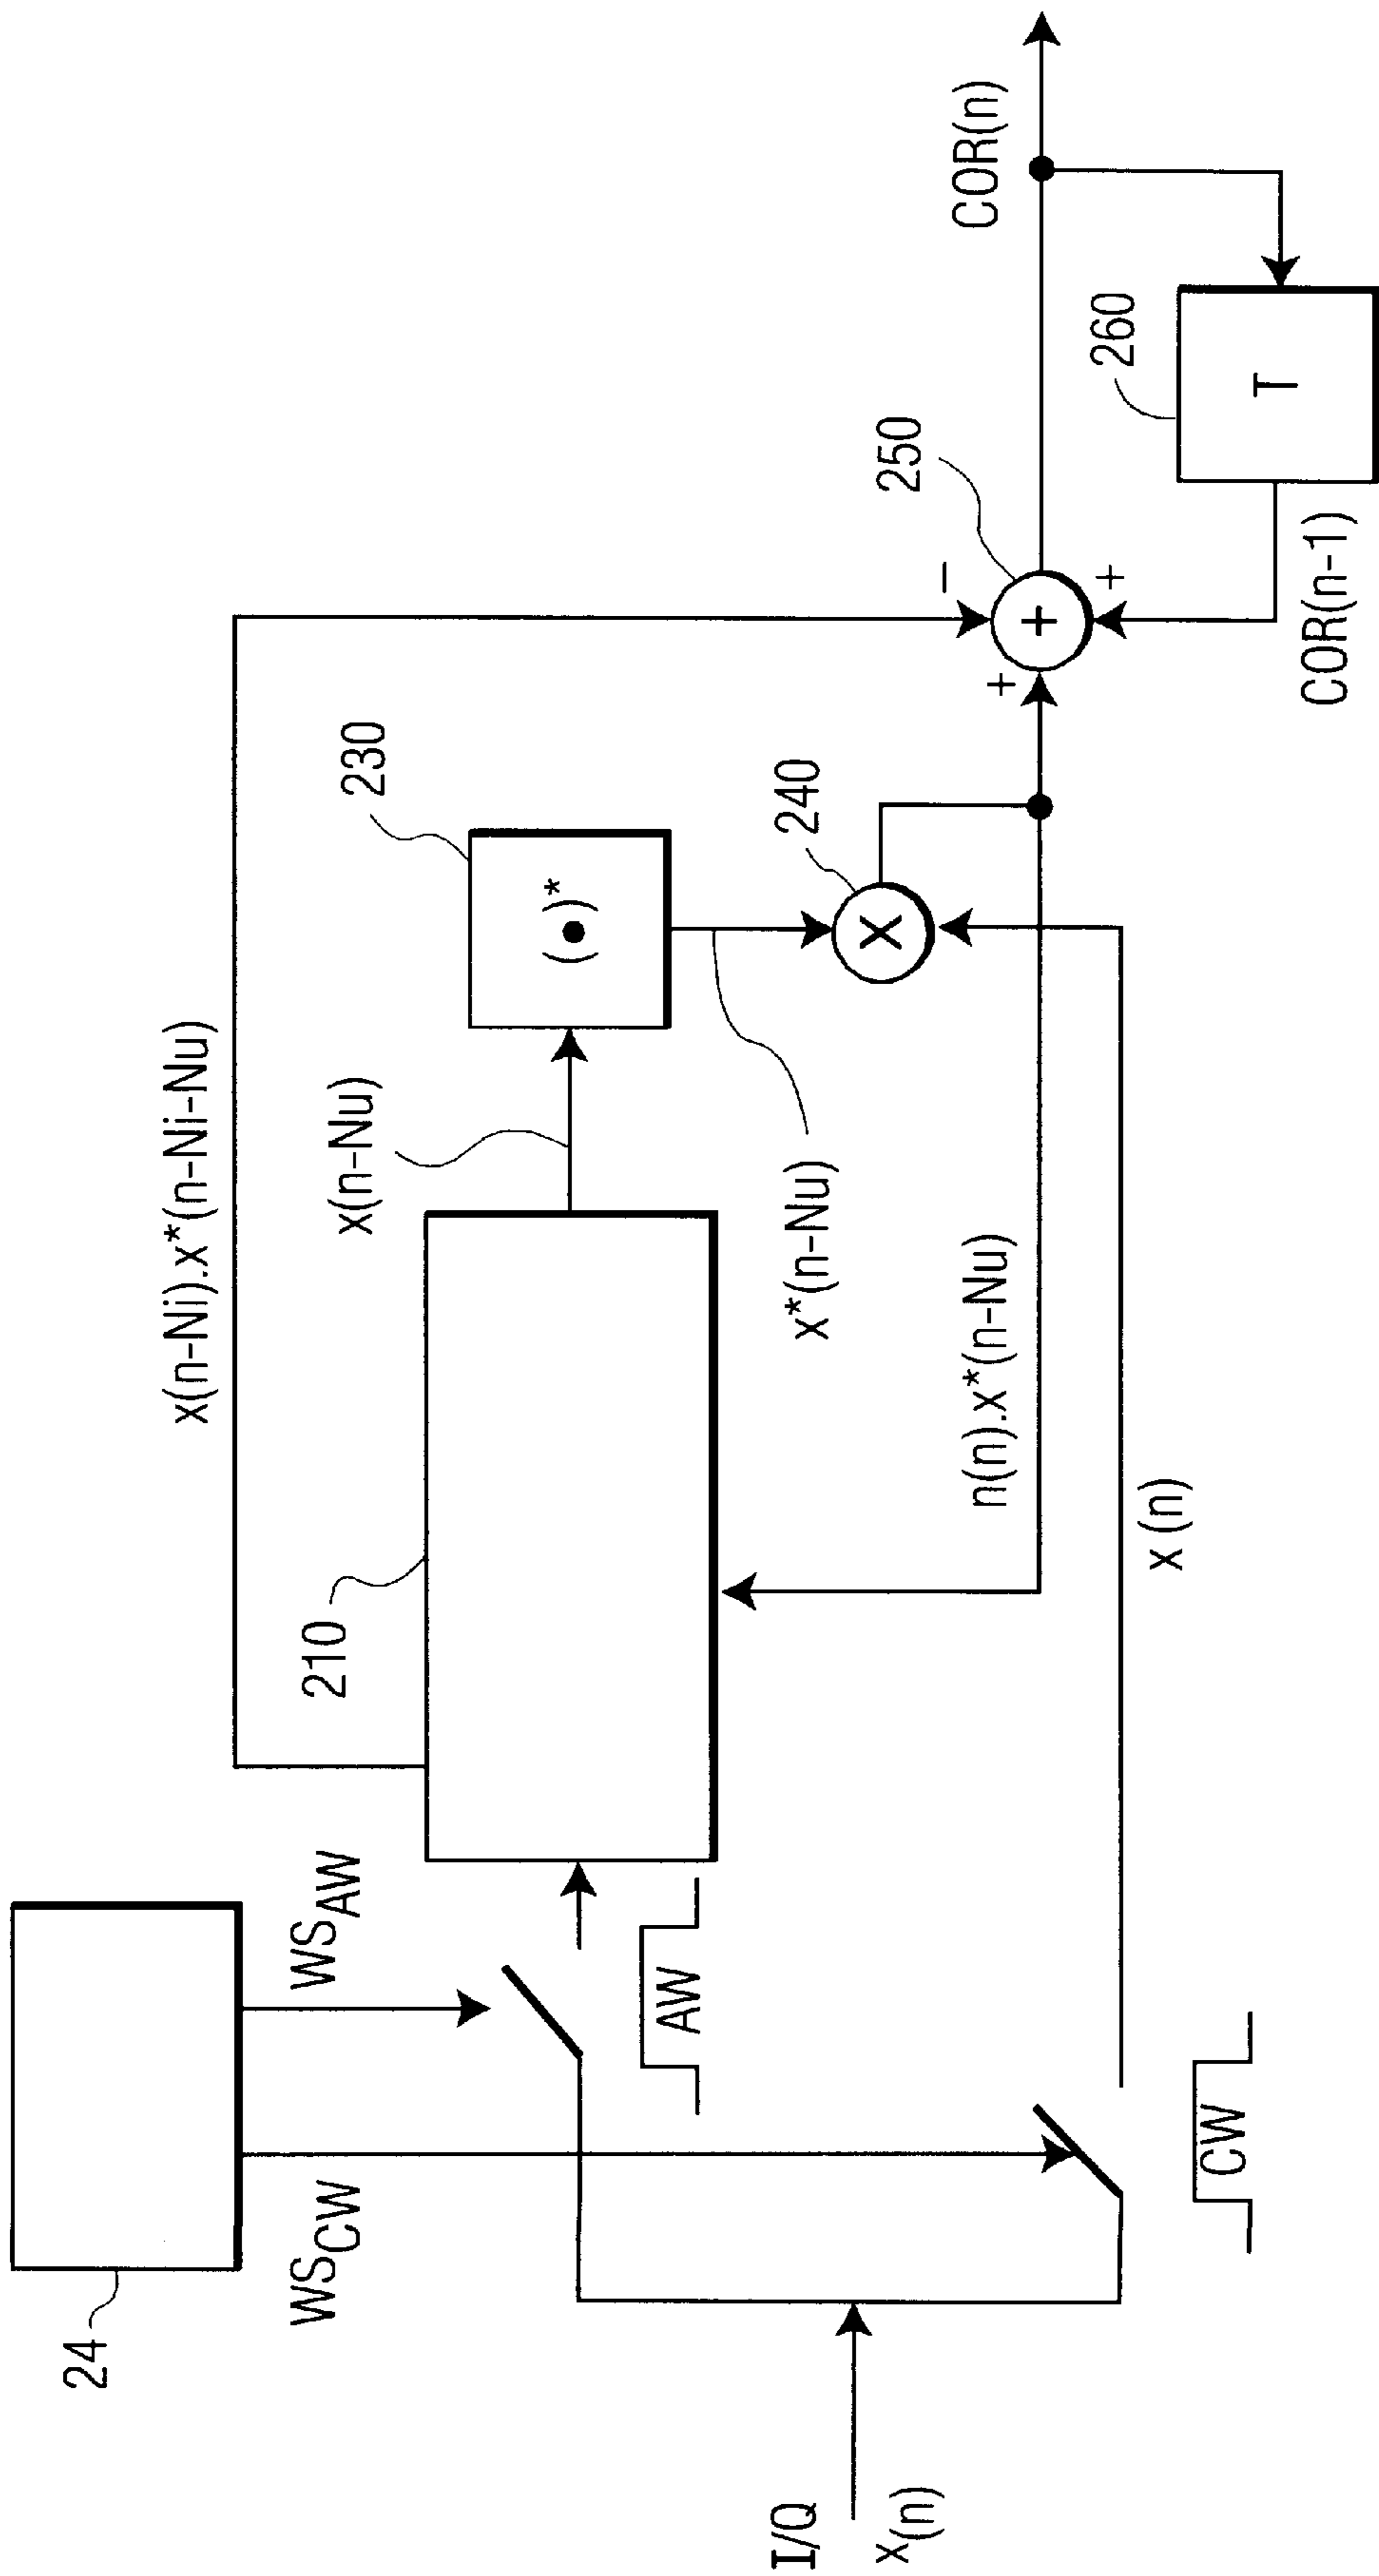 24
WS_CW
WS_AW
210
x(n-Ni).x*(n-Ni-Nu)
x(n-Nu)
230
(•)*
x*(n-Nu)
240
X
I/Q
x(n)
AW
CW
n(n).x*(n-Nu)
x (n)
250
−
+
+
+
COR(n)
260
T
COR(n-1)